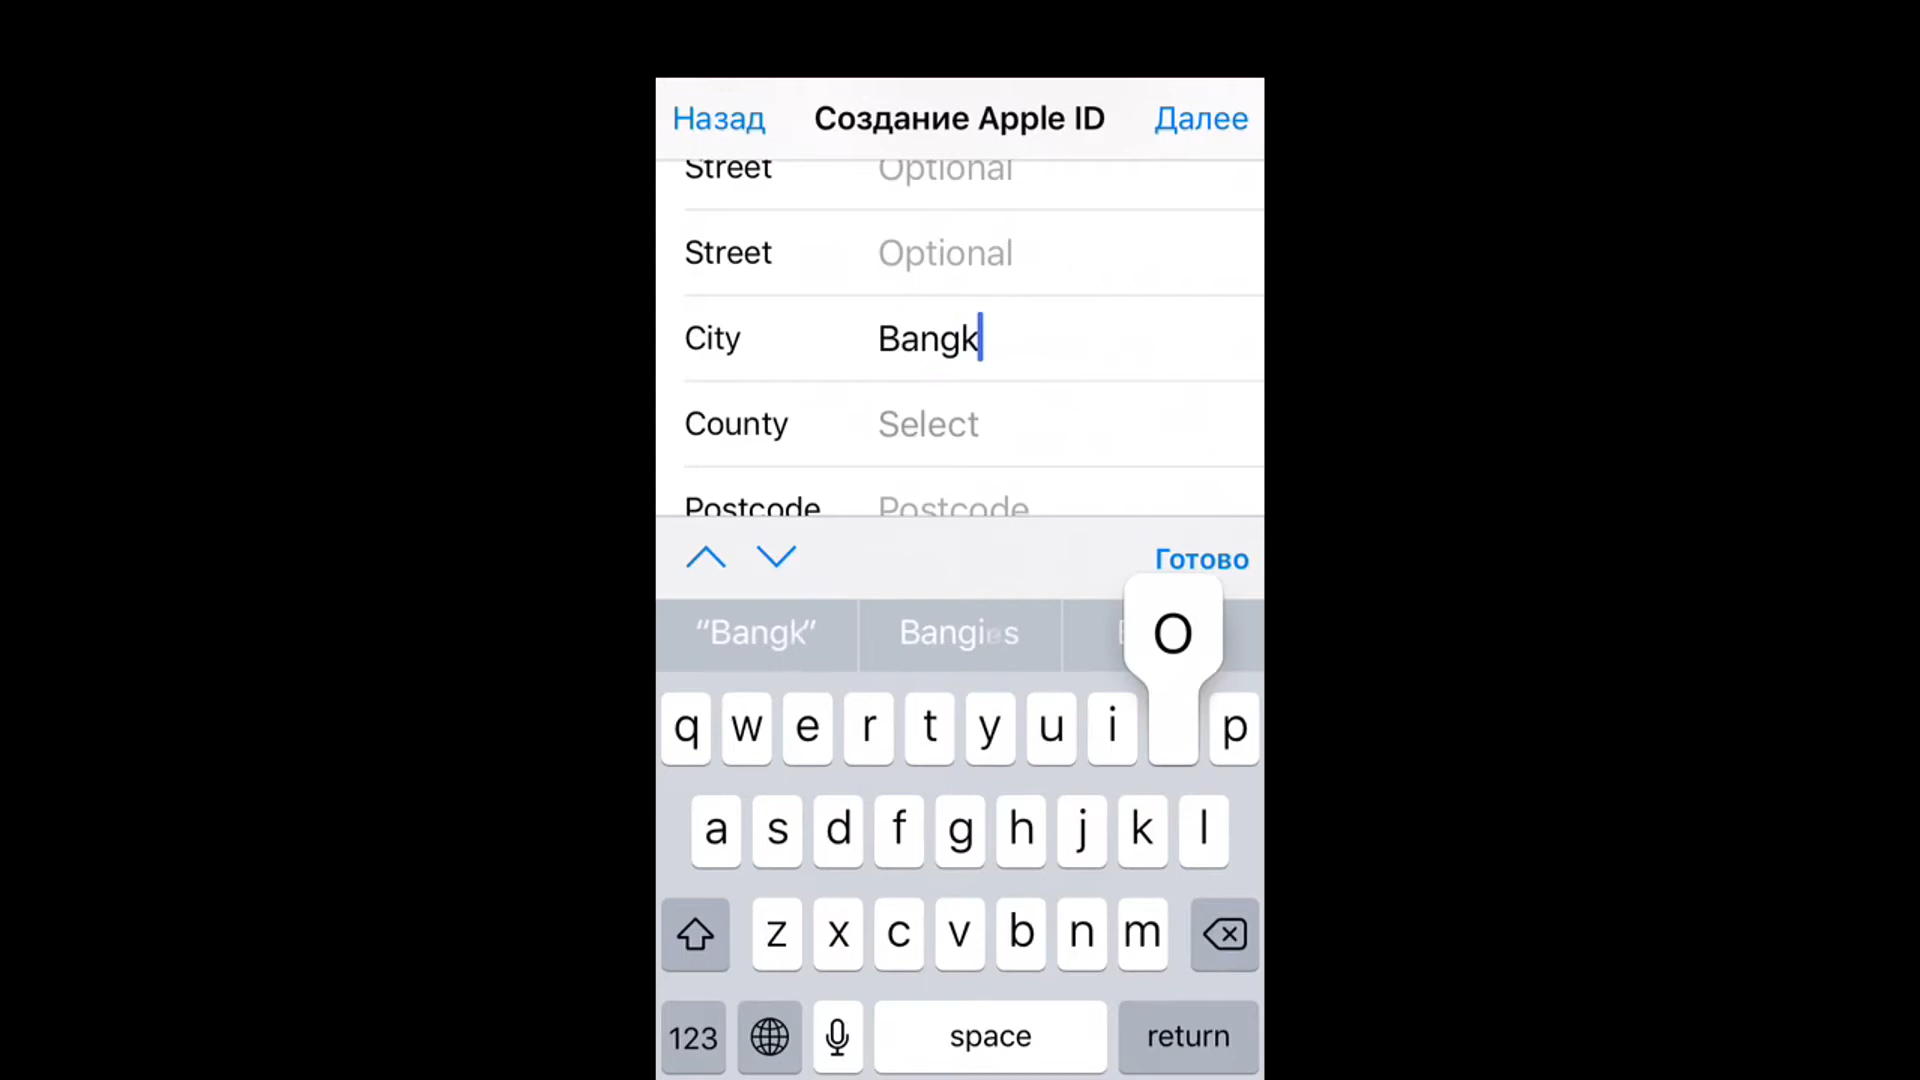 Назад Создание Apple ID Далее
Street Optional
Street Optional
City Bangk
County Select
Postcode Postcode
Готово
“Bangk” Bangies
O
q w e r t y u i p
a s d f g h j k l
z x c v b n m
123 space return